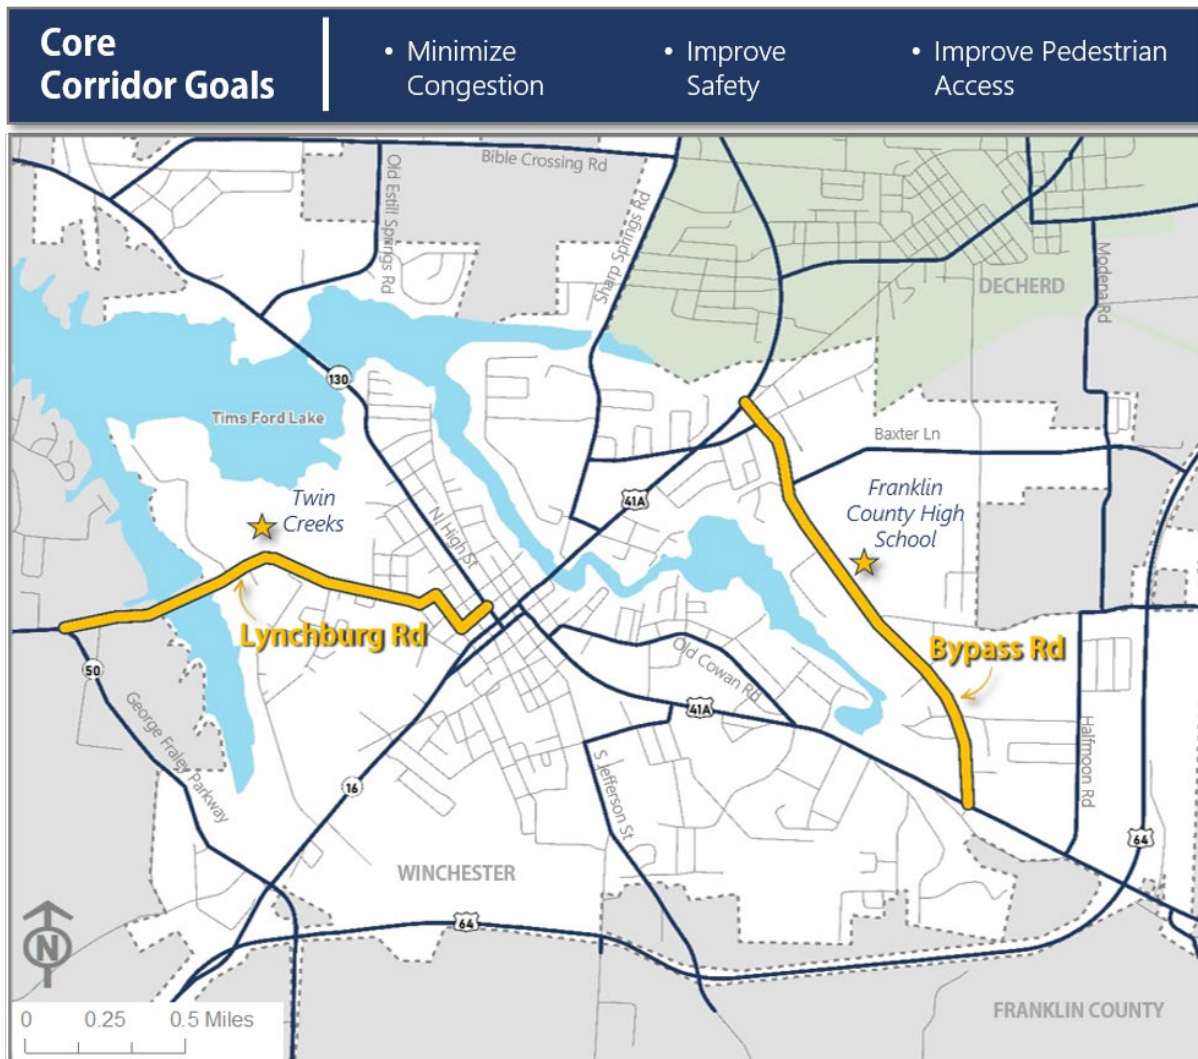 Core
Corridor Goals
• Minimize
Congestion
• Improve
Safety
• Improve Pedestrian
Access
Bible Crossing Rd
Old Estill Springs Rd
Sharp Springs Rd
DECHERD
Modena Rd
130
Tims Ford Lake
Baxter Ln
Twin
Creeks
N High St
41A
Franklin
County High
School
Lynchburg Rd
Bypass Rd
50
Old Cowan Rd
41A
George Fraley Parkway
S Jefferson St
Halfmoon Rd
16
64
WINCHESTER
64
N
FRANKLIN COUNTY
0 0.25 0.5 Miles